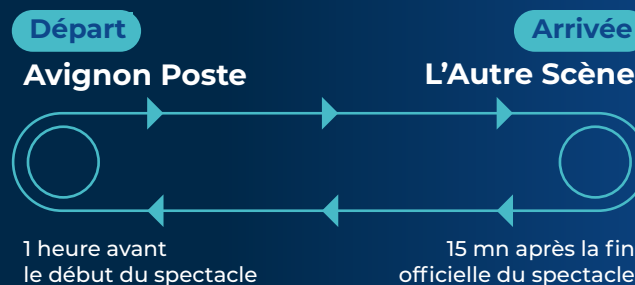 Départ
Arrivée
Avignon Poste
L'Autre Scène
1 heure avant
le début du spectacle
15 mn après la fin
officielle du spectacle